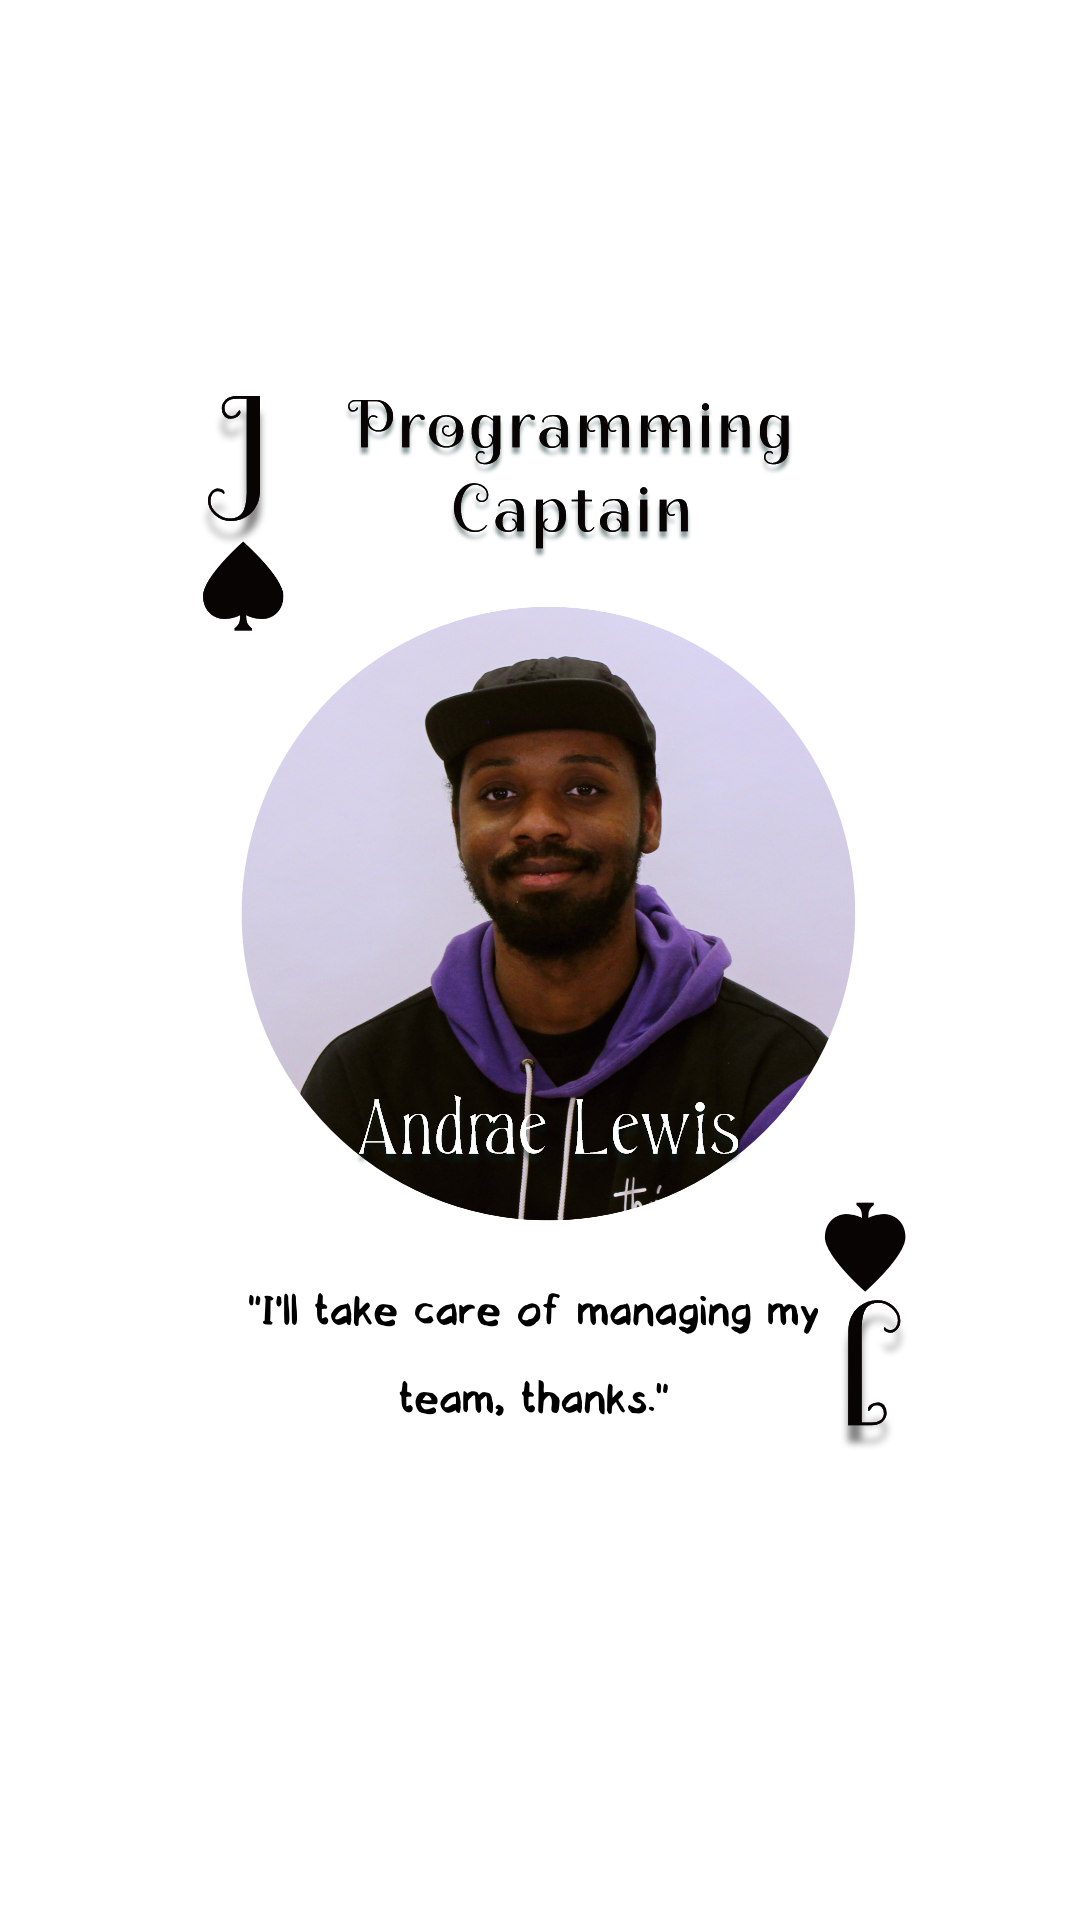 J
Programming
Captain
Andrae Lewis
"I'll take care of managing my
team, thanks."
J